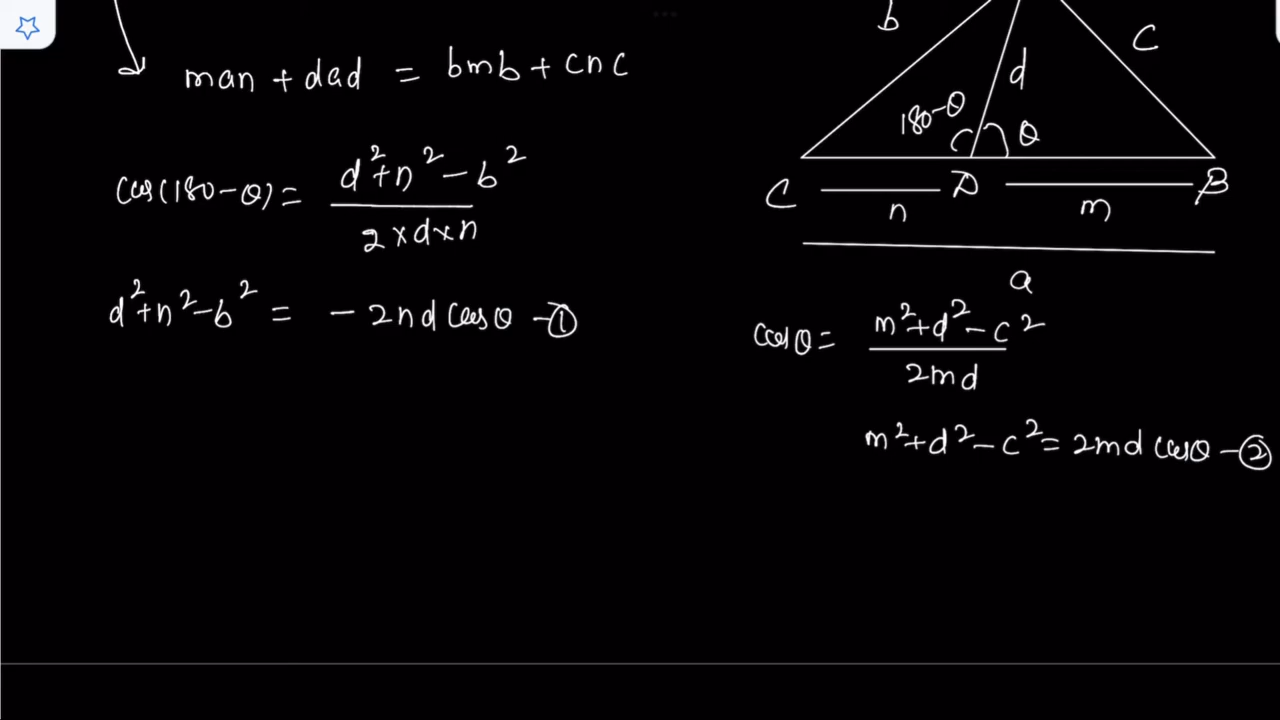 b
c
man + dad = bmb + cnc
d
180-θ
θ
cos(180-θ) = d²+n²-b² / 2×d×n
C n D m B
a
d²+n²-b² = -2nd cosθ -①
cosθ = m²+d²-c² / 2md
m²+d²-c² = 2md cosθ -②